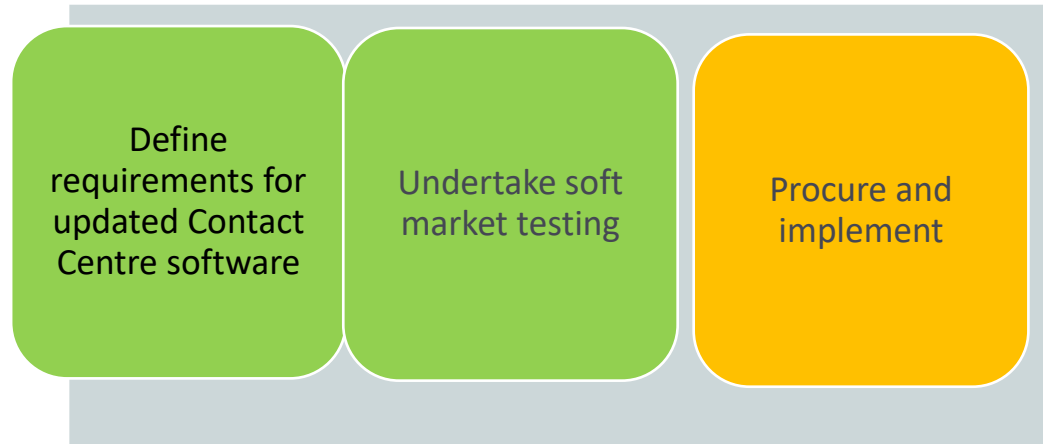 Define
requirements for
updated Contact
Centre software
Undertake soft
market testing
Procure and
implement